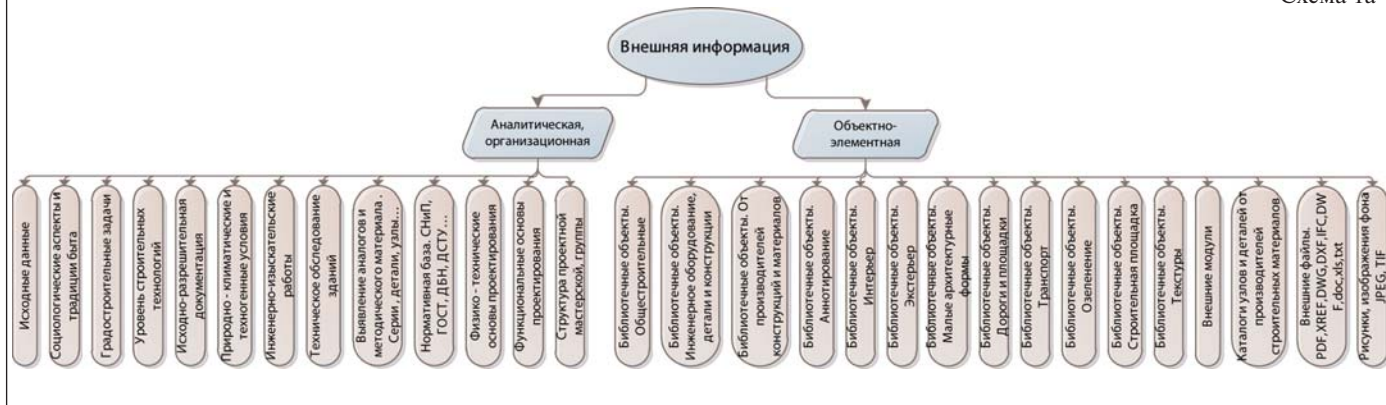 Схема 1а
Внешняя информация
Аналитическая,
организационная
Объектно-
элементная
Исходные данные
Социологические аспекты и
традиции быта
Градостроительные задачи
Уровень строительных
технологий
Исходно-разрешительная
документация
Природно - климатические и
техногенные условия
Инженерно-изыскательские
работы
Техническое обследование
зданий
Выявление аналогов и
методического материала .
Серии , детали, узлы…
Нормативная база. СНиП,
ГОСТ, ДБН, ДСТУ…
Физико - технические
основы проектирования
Функциональные основы
проектирования
Структура проектной
мастерской, группы
Библиотечные объекты.
Общестроительные
Библиотечные объекты.
Инженерное оборудование,
детали и конструкции
Библиотечные объекты. От
производителей
конструкций и материалов.
Библиотечные объекты.
Аннотирование
Библиотечные объекты.
Интерьер
Библиотечные объекты.
Экстерьер
Библиотечные объекты.
Малые архитектурные
формы
Библиотечные объекты.
Дороги и площадки
Библиотечные объекты.
Транспорт
Библиотечные объекты.
Озеленение
Библиотечные объекты.
Строительная площадка
Библиотечные объекты.
Текстуры
Внешние модули
Каталоги узлов и деталей от
производителей
строительных материалов
Внешние файлы.
PDF,XREF,DWG,DXF,IFC,DW
F,doc,xls,txt
Рисунки, изображения фона
JPEG, TIF